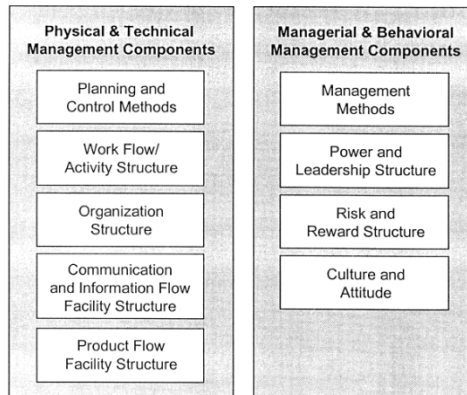 Physical & Technical
Management Components
Planning and
Control Methods
Work Flow/
Activity Structure
Organization
Structure
Communication
and Information Flow
Facility Structure
Product Flow
Facility Structure
Managerial & Behavioral
Management Components
Management
Methods
Power and
Leadership Structure
Risk and
Reward Structure
Culture and
Attitude